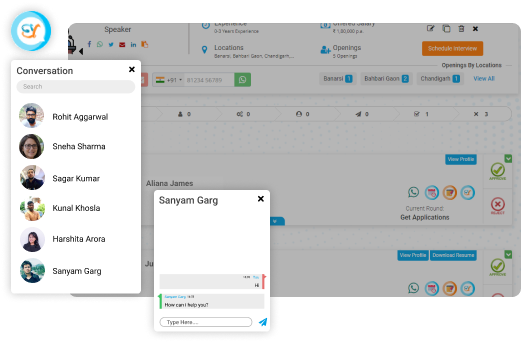 SY
Speaker
Experience
0-3 Years Experience
Offered Salary
₹ 1,80,000 p.a.
Locations
Banarsi, Bahbari Gaon, Chandigarh,...
Openings
5 Openings
Schedule Interview
Openings By Locations
+91
81234 56789
Banarsi 1
Bahbari Gaon 2
Chandigarh 1
View All
0
0
0
0
1
3
Conversation
Search
Rohit Aggarwal
Sneha Sharma
Sagar Kumar
Kunal Khosla
Harshita Arora
Sanyam Garg
View Profile
APPROVE
Aliana James
Current Round:
Get Applications
REJECT
Sanyam Garg
You
Hi
Sanyam Garg
How can I help you?
Type Here....
Ju
View Profile
Download Resume
APPROVE